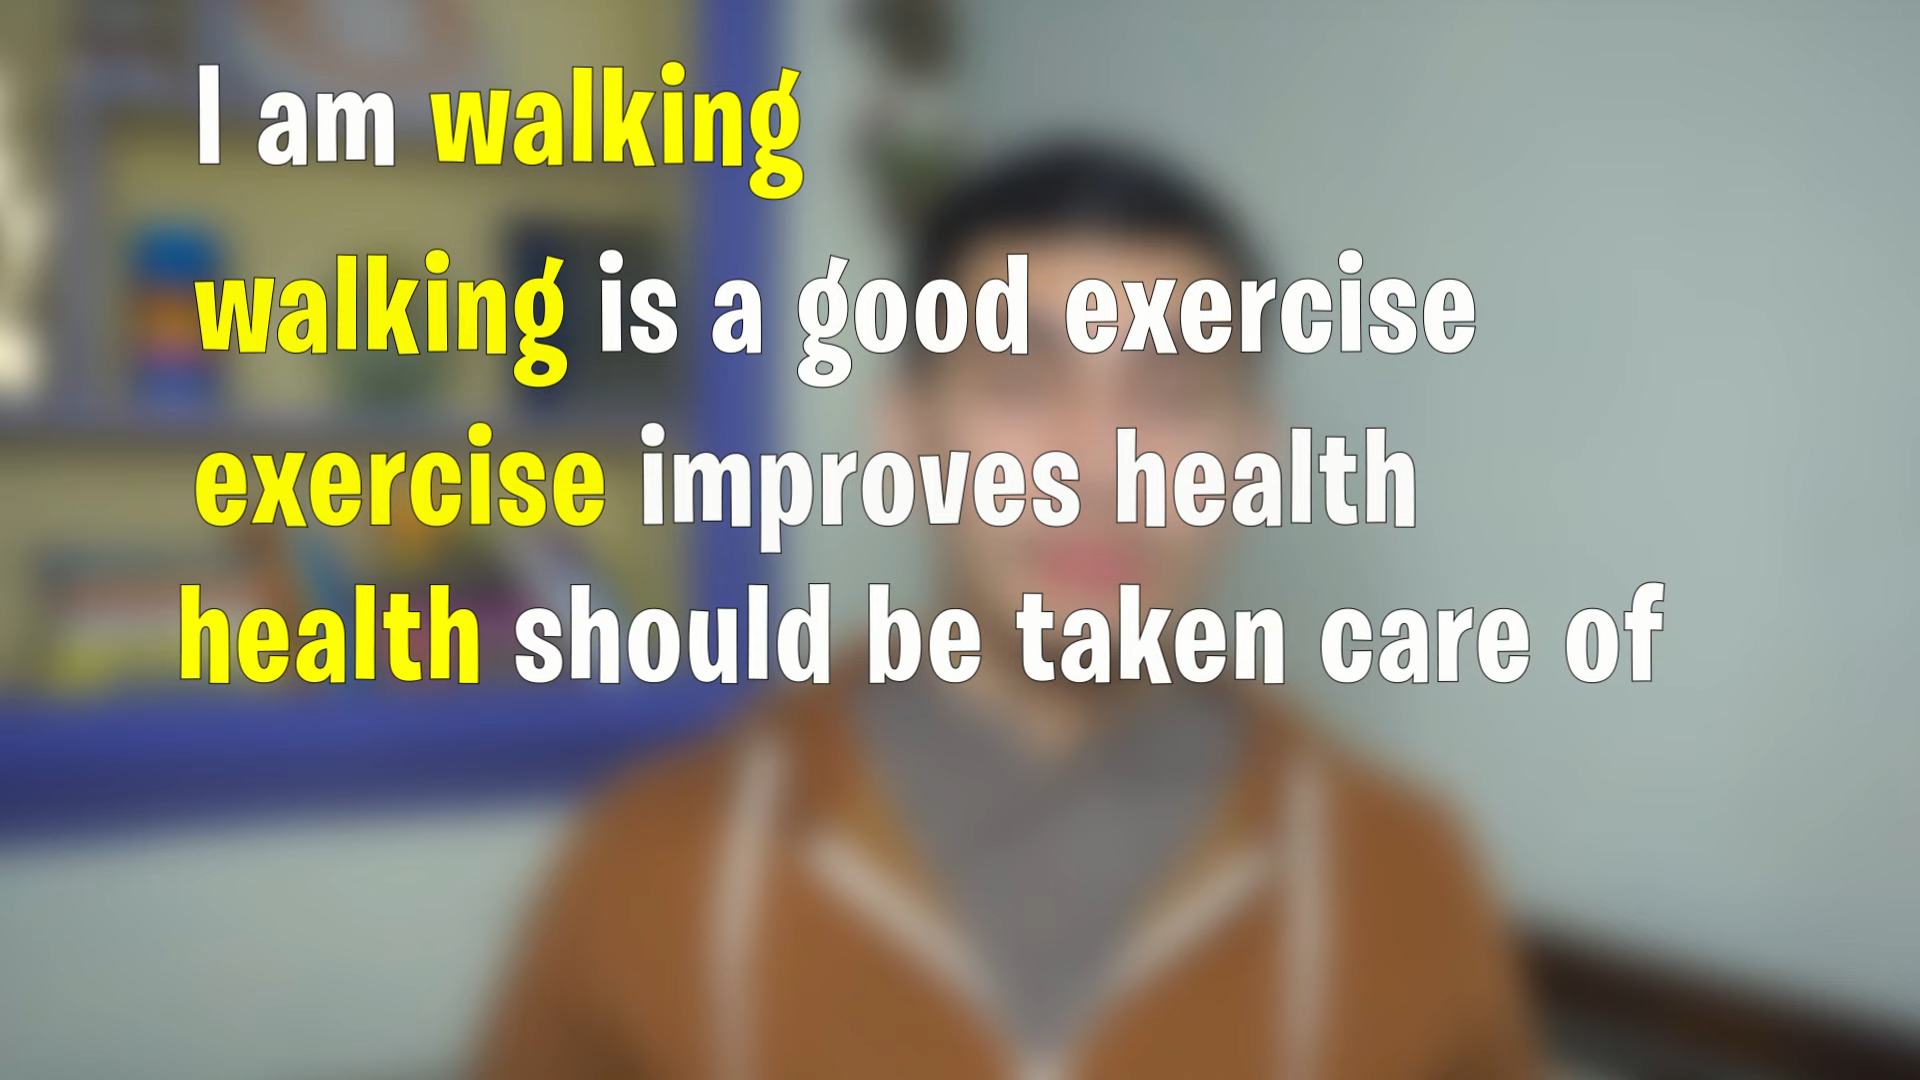 I am walking
walking is a good exercise
exercise improves health
health should be taken care of